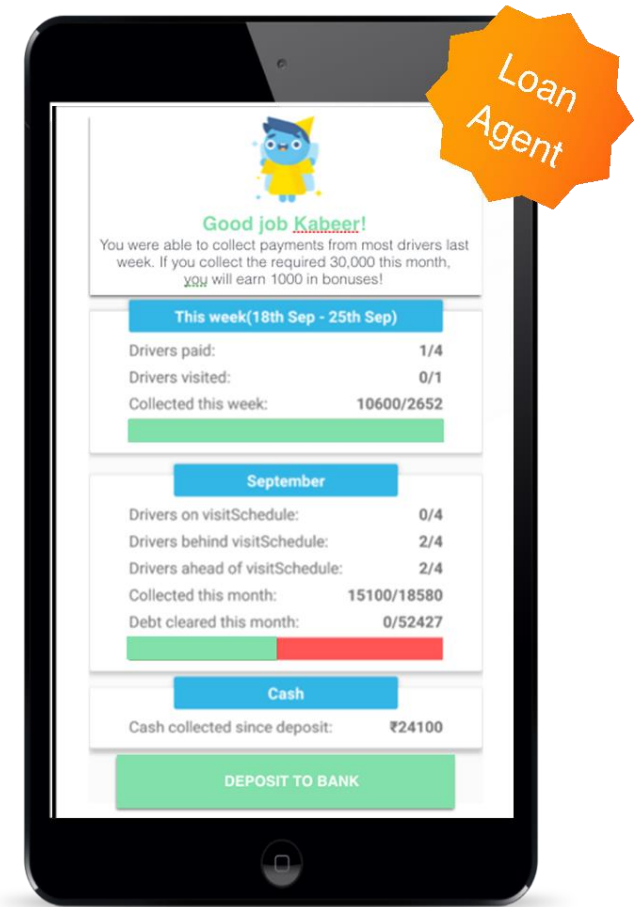 Loan
Agent
Good job Kabeer!
You were able to collect payments from most drivers last
week. If you collect the required 30,000 this month,
you will earn 1000 in bonuses!
This week(18th Sep - 25th Sep)
Drivers paid: 1/4
Drivers visited: 0/1
Collected this week: 10600/2652
September
Drivers on visitSchedule: 0/4
Drivers behind visitSchedule: 2/4
Drivers ahead of visitSchedule: 2/4
Collected this month: 15100/18580
Debt cleared this month: 0/52427
Cash
Cash collected since deposit: ₹24100
DEPOSIT TO BANK